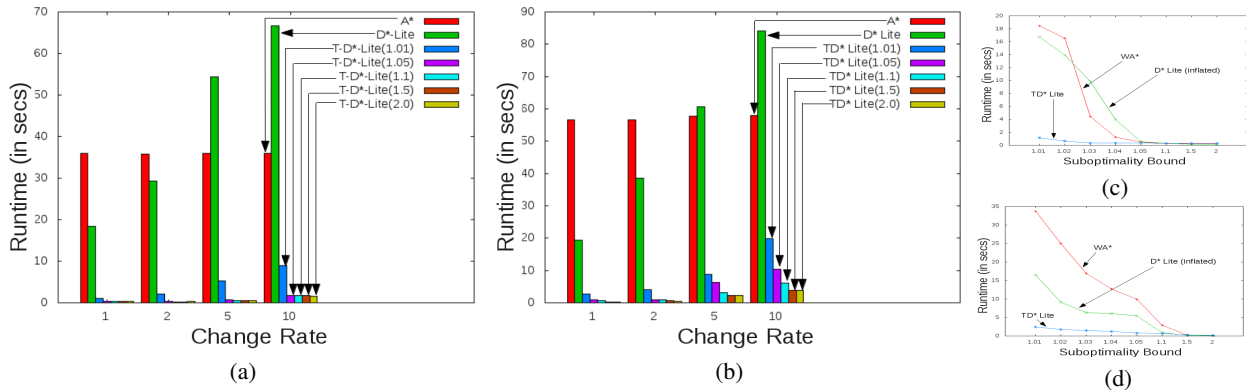 70
60
50
40
30
20
10
0
Runtime (in secs)
1
2
5
10
Change Rate
A*
D*-Lite
T-D*-Lite(1.01)
T-D*-Lite(1.05)
T-D*-Lite(1.1)
T-D*-Lite(1.5)
T-D*-Lite(2.0)
(a)
90
80
70
60
50
40
30
20
10
0
Runtime (in secs)
1
2
5
10
Change Rate
A*
D* Lite
TD* Lite(1.01)
TD* Lite(1.05)
TD* Lite(1.1)
TD* Lite(1.5)
TD* Lite(2.0)
(b)
20
18
16
14
12
10
8
6
4
2
0
Runtime (in secs)
WA*
D* Lite (inflated)
TD* Lite
1.01
1.02
1.03
1.04
1.05
1.1
1.5
2
Suboptimality Bound
(c)
35
30
25
20
15
10
5
0
Runtime (in secs)
WA*
D* Lite (inflated)
TD* Lite
1.01
1.02
1.03
1.04
1.05
1.1
1.5
2
Suboptimality Bound
(d)